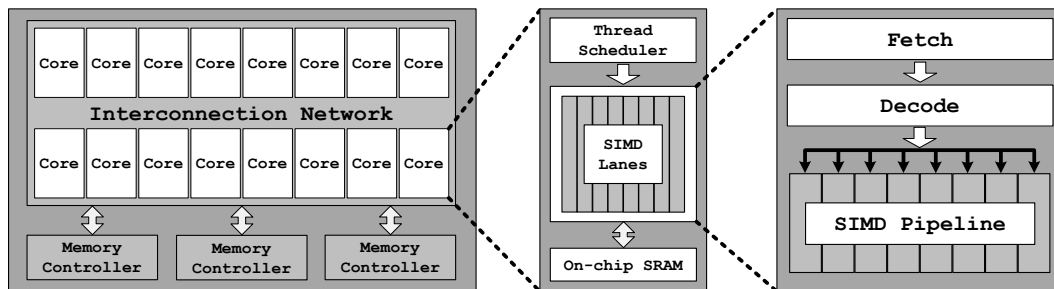 Core Core Core Core Core Core Core Core
Interconnection Network
Core Core Core Core Core Core Core Core
Memory Controller
Memory Controller
Memory Controller
Thread
Scheduler
SIMD
Lanes
On-chip SRAM
Fetch
Decode
SIMD Pipeline